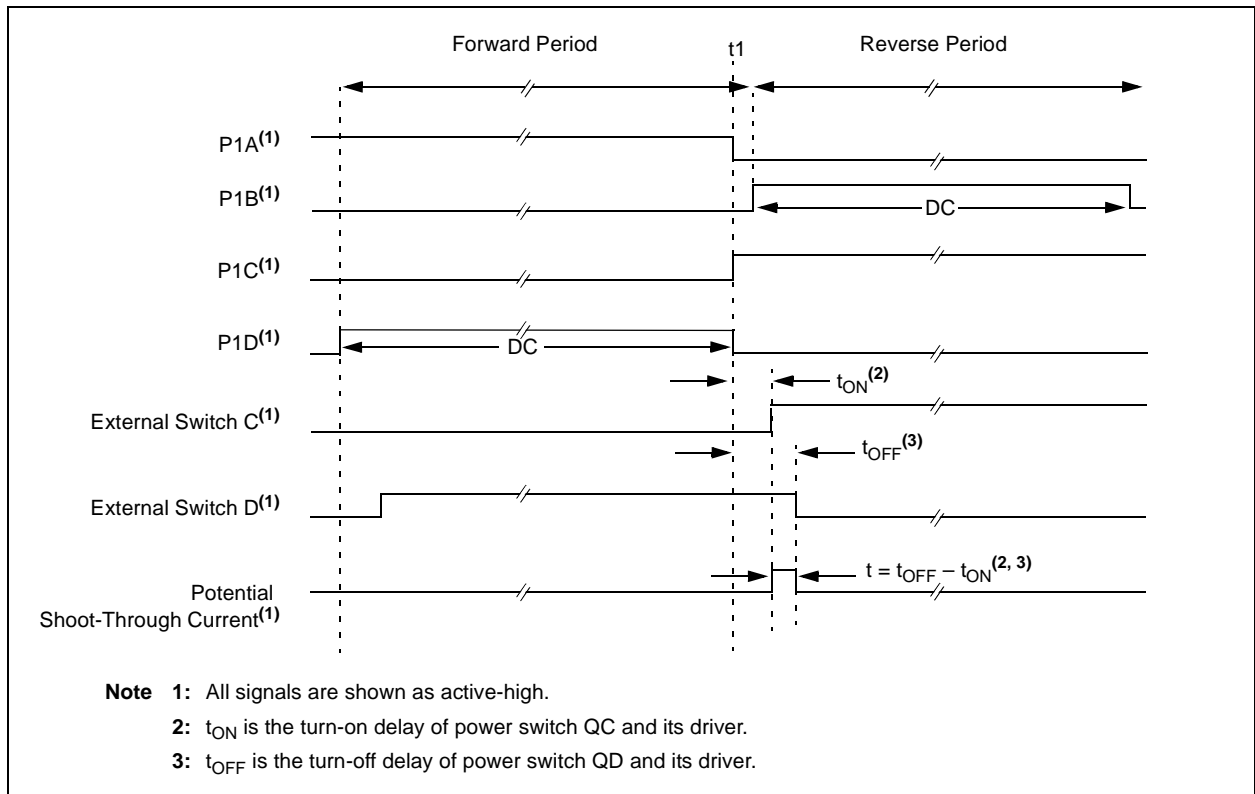 Forward Period
t1
Reverse Period
P1A(1)
P1B(1)
DC
P1C(1)
P1D(1)
DC
tON(2)
External Switch C(1)
tOFF(3)
External Switch D(1)
t = tOFF – tON(2, 3)
Potential
Shoot-Through Current(1)
Note 1: All signals are shown as active-high.
2: tON is the turn-on delay of power switch QC and its driver.
3: tOFF is the turn-off delay of power switch QD and its driver.